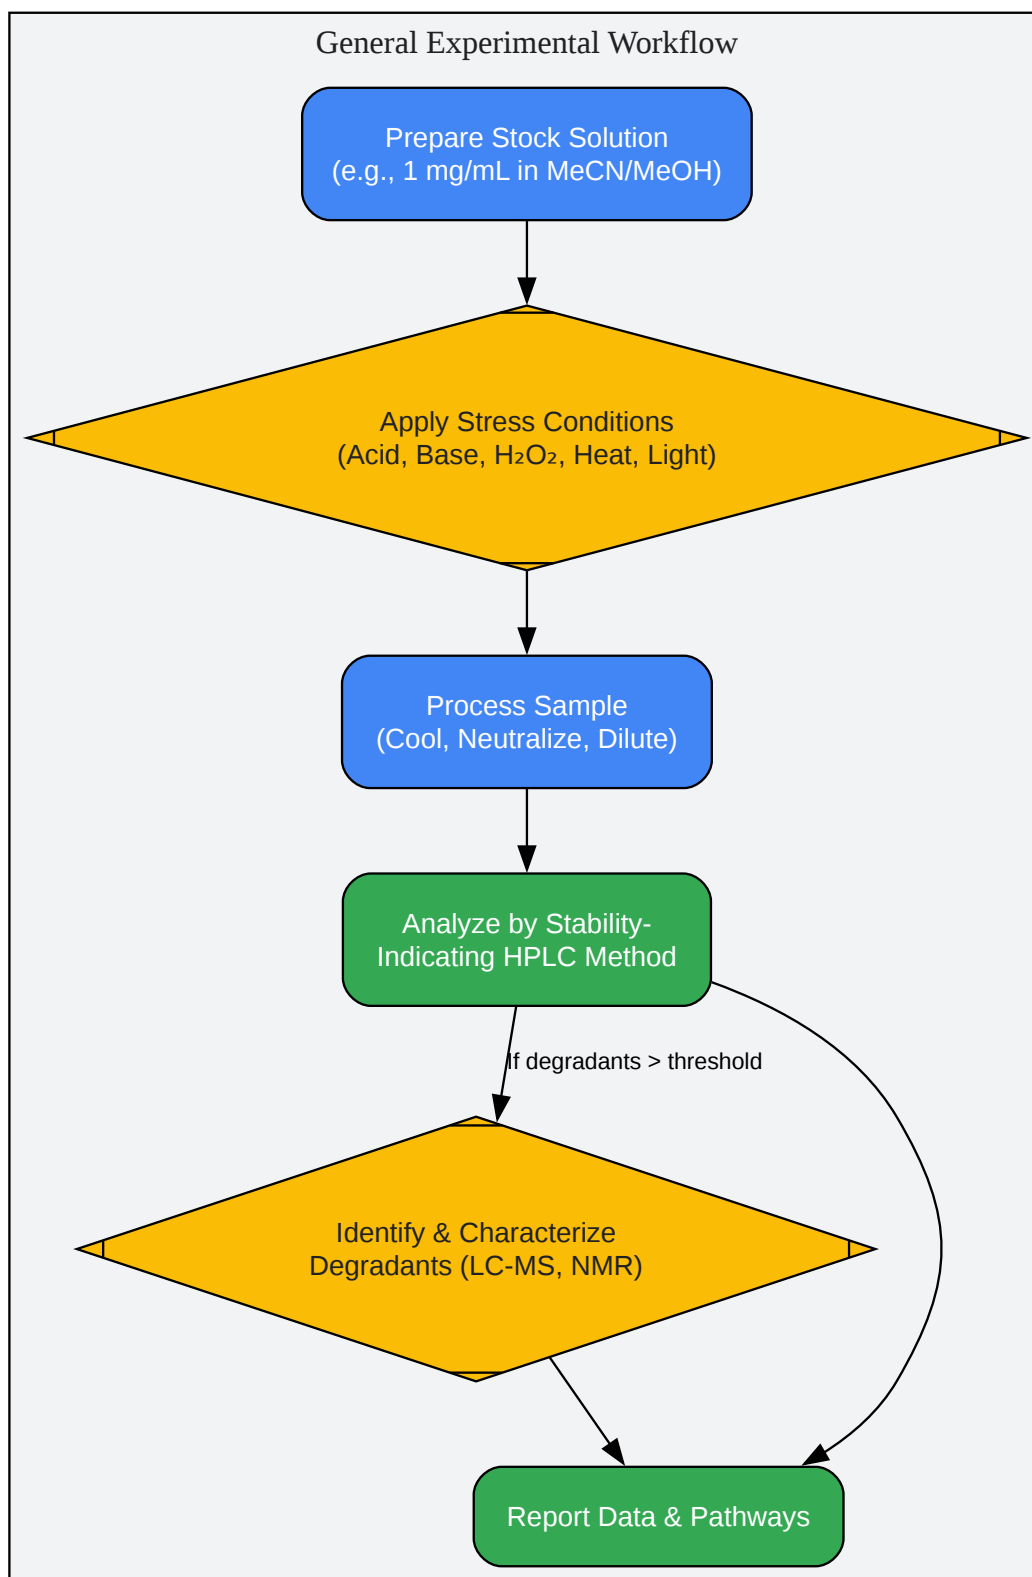 General Experimental Workflow
Prepare Stock Solution
(e.g., 1 mg/mL in MeCN/MeOH)
Apply Stress Conditions
(Acid, Base, H₂O₂, Heat, Light)
Process Sample
(Cool, Neutralize, Dilute)
Analyze by Stability-
Indicating HPLC Method
If degradants > threshold
Identify & Characterize
Degradants (LC-MS, NMR)
Report Data & Pathways